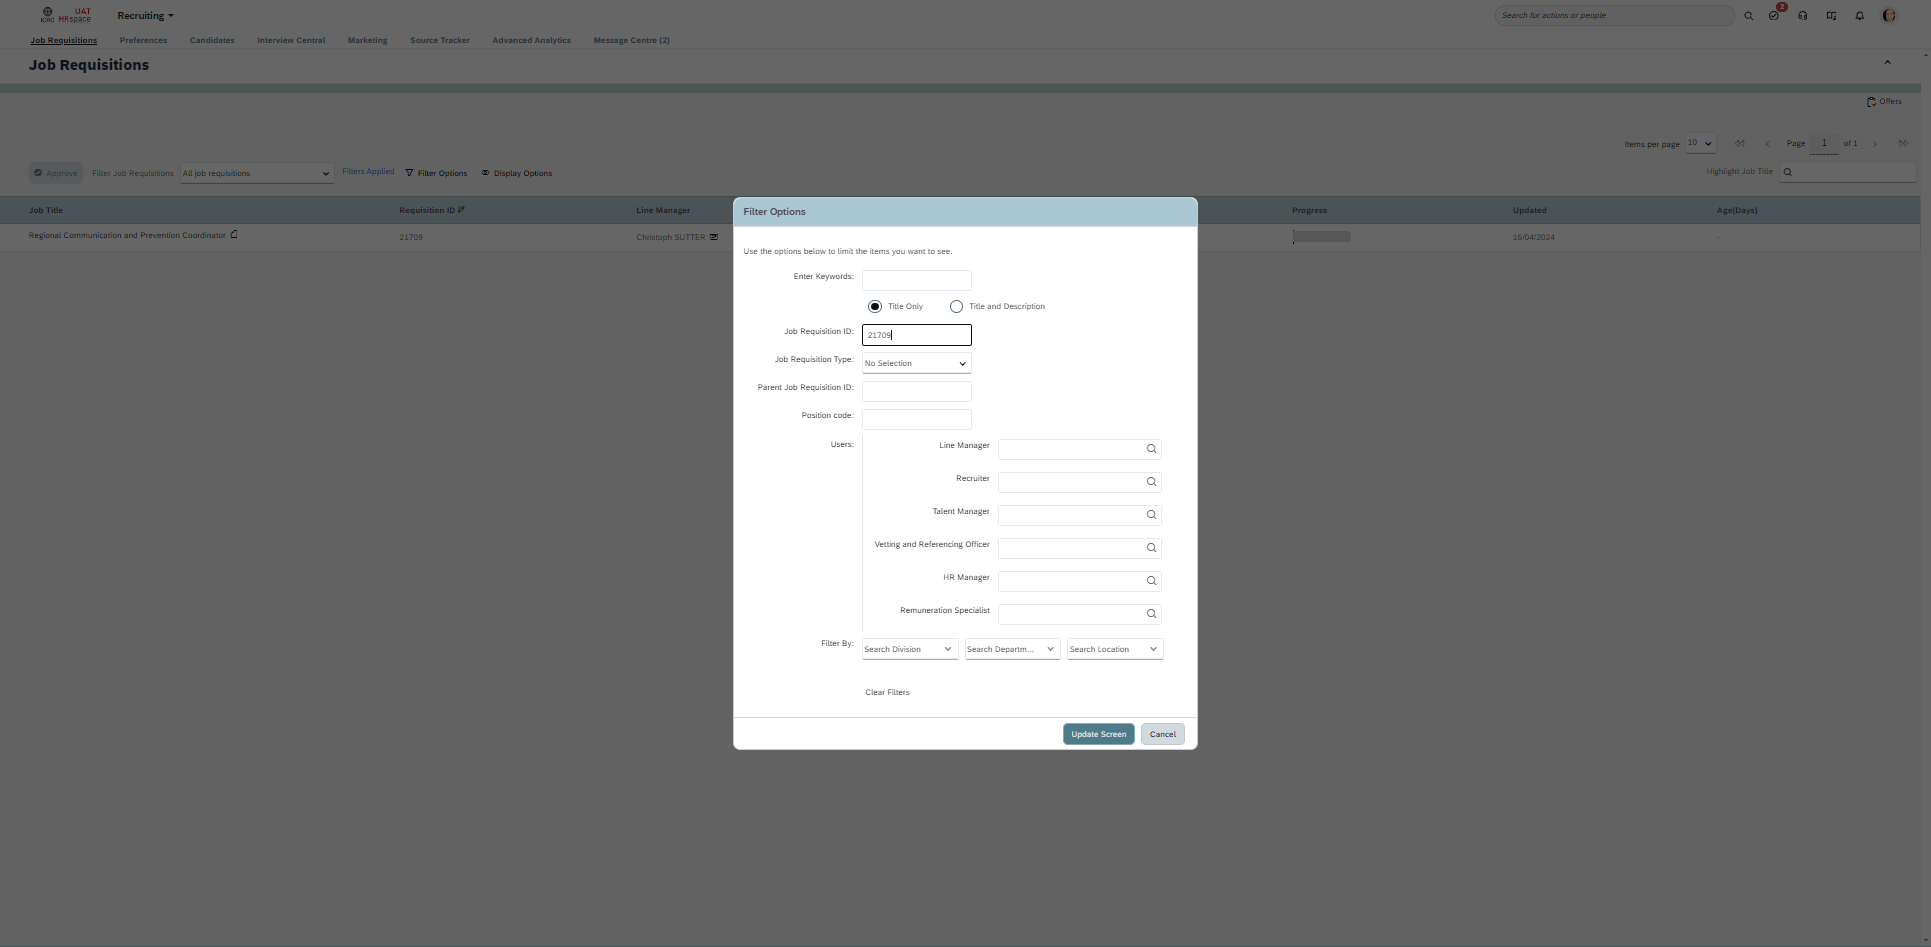 ICRC
UAT
HRspace
Recruiting
Search for actions or people
2
Job Requisitions
Preferences
Candidates
Interview Central
Marketing
Source Tracker
Advanced Analytics
Message Centre (2)
Job Requisitions
Offers
Items per page
10
Page
1
of 1
Approve
Filter Job Requisitions
All job requisitions
Filters Applied
Filter Options
Display Options
Highlight Job Title
Job Title
Requisition ID
Line Manager
Progress
Updated
Age(Days)
Regional Communication and Prevention Coordinator
21709
Christoph SUTTER
16/04/2024
-
Filter Options
Use the options below to limit the items you want to see.
Enter Keywords:
Title Only
Title and Description
Job Requisition ID:
21709
Job Requisition Type:
No Selection
Parent Job Requisition ID:
Position code:
Users:
Line Manager
Recruiter
Talent Manager
Vetting and Referencing Officer
HR Manager
Remuneration Specialist
Filter By:
Search Division
Search Departm...
Search Location
Clear Filters
Update Screen
Cancel